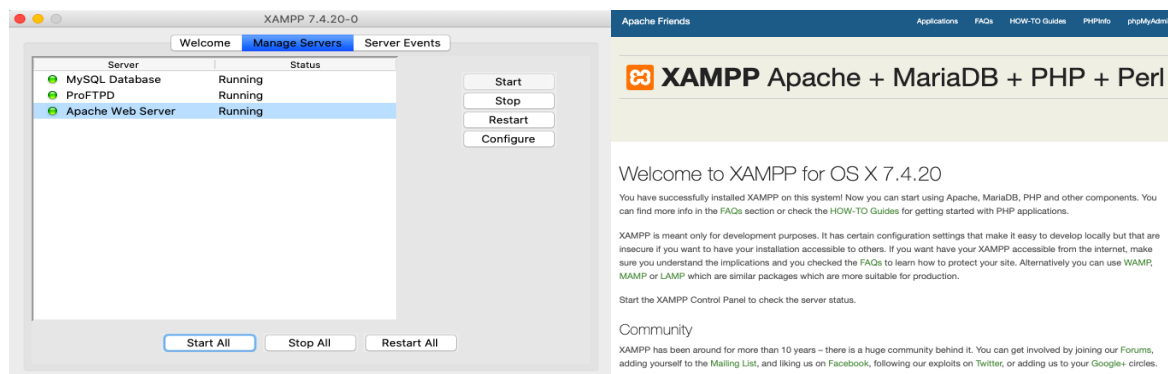 XAMPP 7.4.20-0
Welcome
Manage Servers
Server Events
Server Status
MySQL Database Running
ProFTPD Running
Apache Web Server Running
Start
Stop
Restart
Configure
Start All
Stop All
Restart All
Apache Friends
Applications FAQs HOW-TO Guides PHPInfo phpMyAdmi
XAMPP Apache + MariaDB + PHP + Perl
Welcome to XAMPP for OS X 7.4.20
You have successfully installed XAMPP on this system! Now you can start using Apache, MariaDB, PHP and other components. You
can find more info in the FAQs section or check the HOW-TO Guides for getting started with PHP applications.
XAMPP is meant only for development purposes. It has certain configuration settings that make it easy to develop locally but that are
insecure if you want to have your installation accessible to others. If you want have your XAMPP accessible from the internet, make
sure you understand the implications and you checked the FAQs to learn how to protect your site. Alternatively you can use WAMP,
MAMP or LAMP which are similar packages which are more suitable for production.
Start the XAMPP Control Panel to check the server status.
Community
XAMPP has been around for more than 10 years – there is a huge community behind it. You can get involved by joining our Forums,
adding yourself to the Mailing List, and liking us on Facebook, following our exploits on Twitter, or adding us to your Google+ circles.